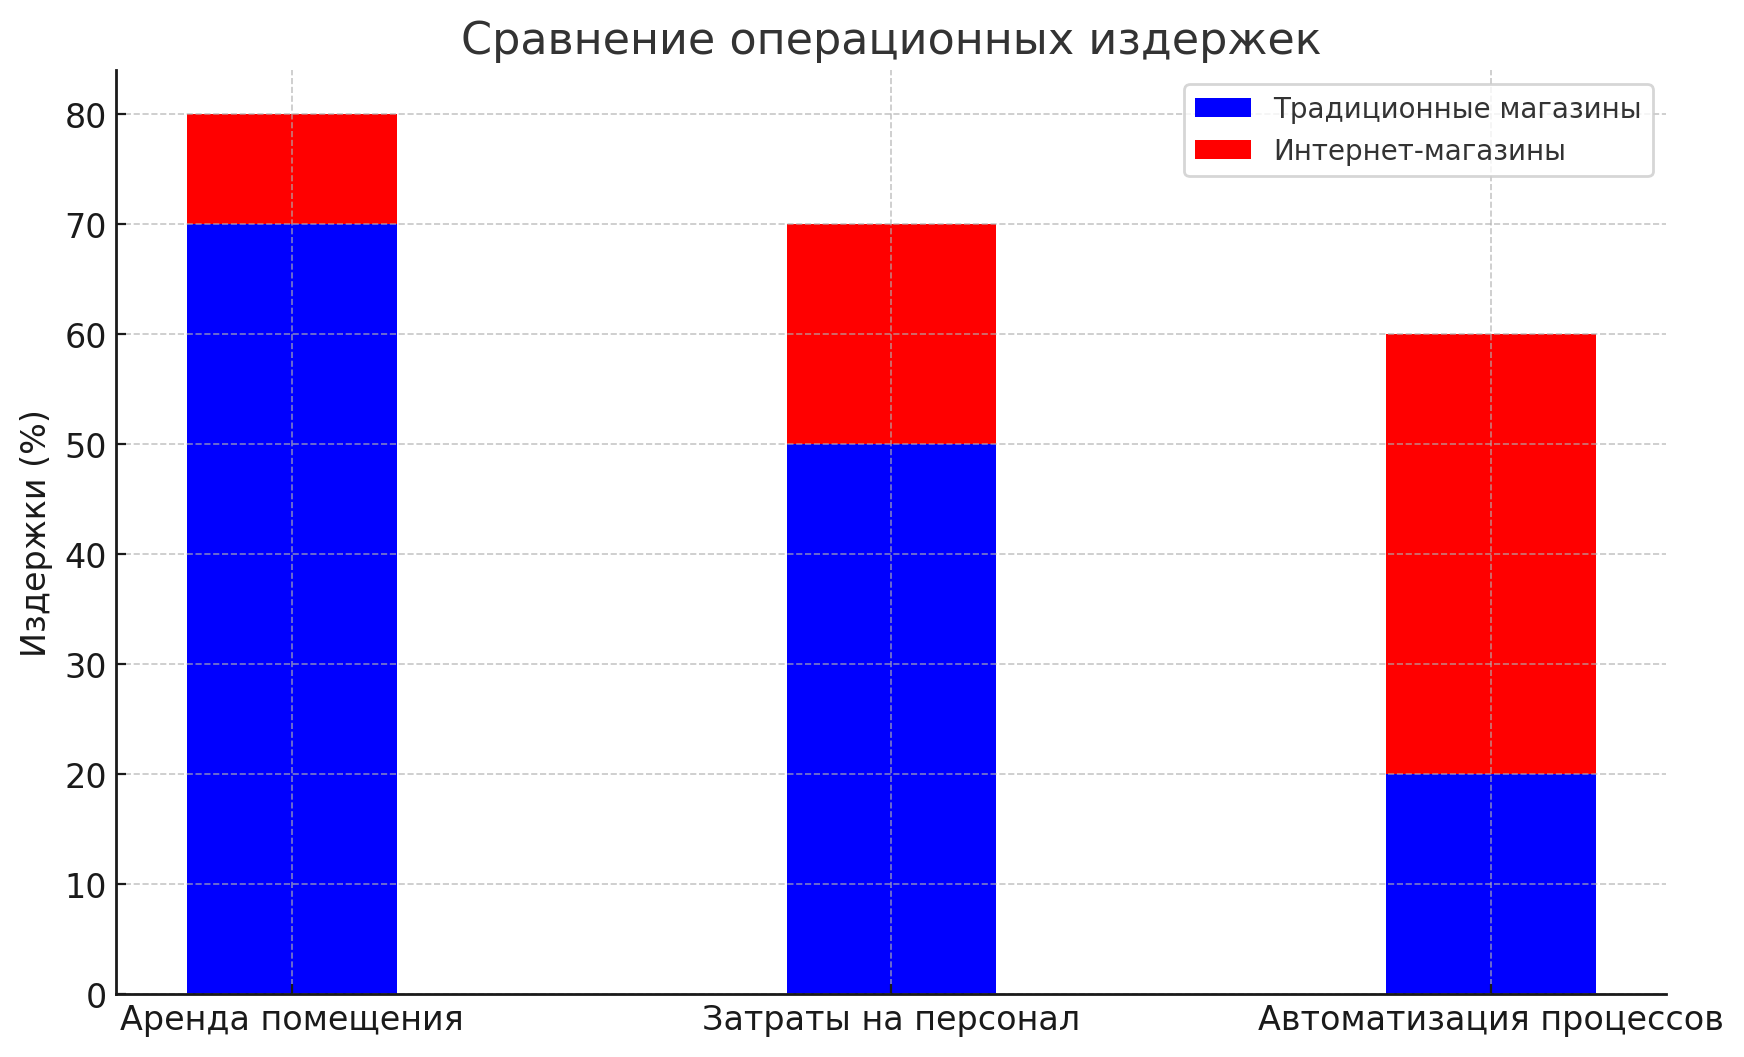 Сравнение операционных издержек
Традиционные магазины
Интернет-магазины
Издержки (%)
80
70
60
50
40
30
20
10
0
Аренда помещения
Затраты на персонал
Автоматизация процессов